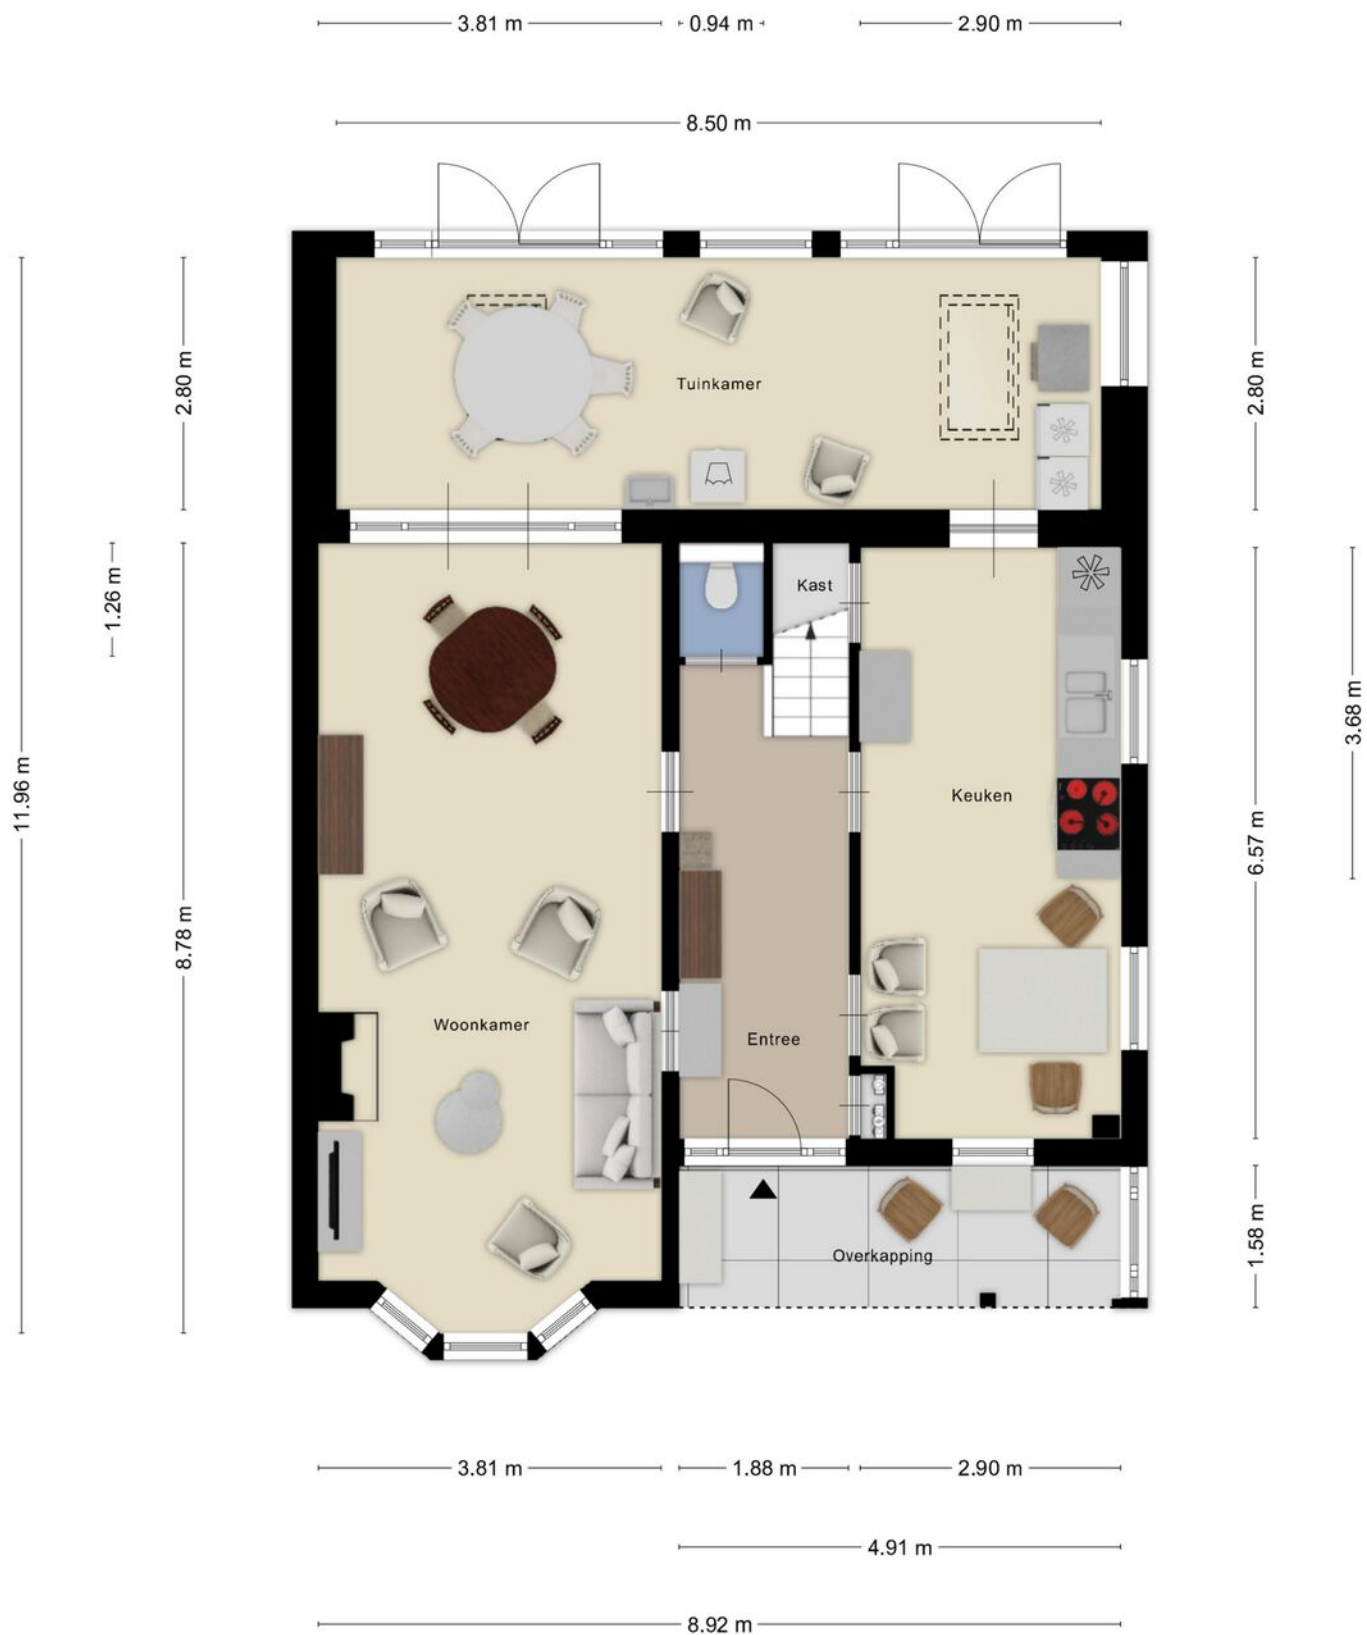 3.81 m
0.94 m
2.90 m
8.50 m
2.80 m
2.80 m
Tuinkamer
1.26 m
Kast
3.68 m
11.96 m
Keuken
6.57 m
8.78 m
Woonkamer
Entree
1.58 m
Overkapping
3.81 m
1.88 m
2.90 m
4.91 m
8.92 m